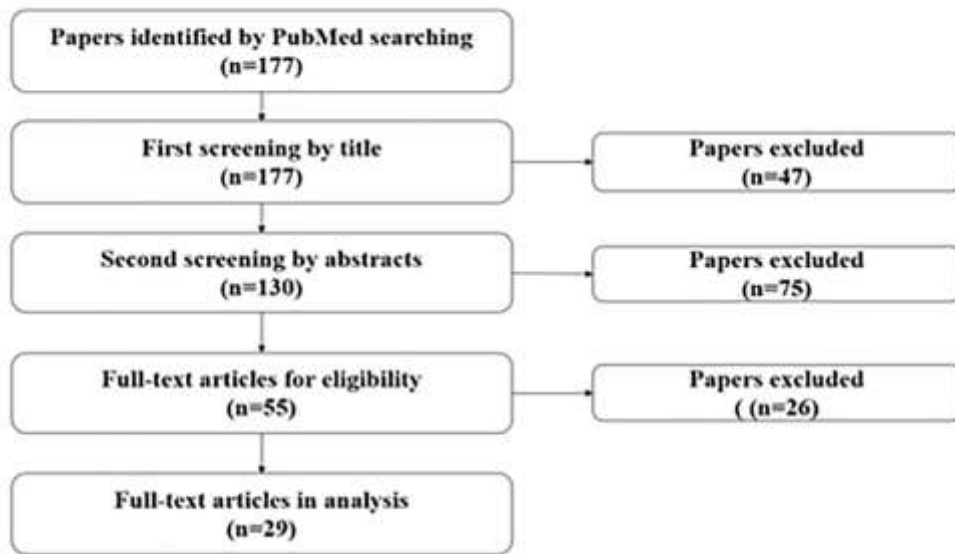 Papers identified by PubMed searching
(n=177)
First screening by title
(n=177)
Papers excluded
(n=47)
Second screening by abstracts
(n=130)
Papers excluded
(n=75)
Full-text articles for eligibility
(n=55)
Papers excluded
( (n=26)
Full-text articles in analysis
(n=29)